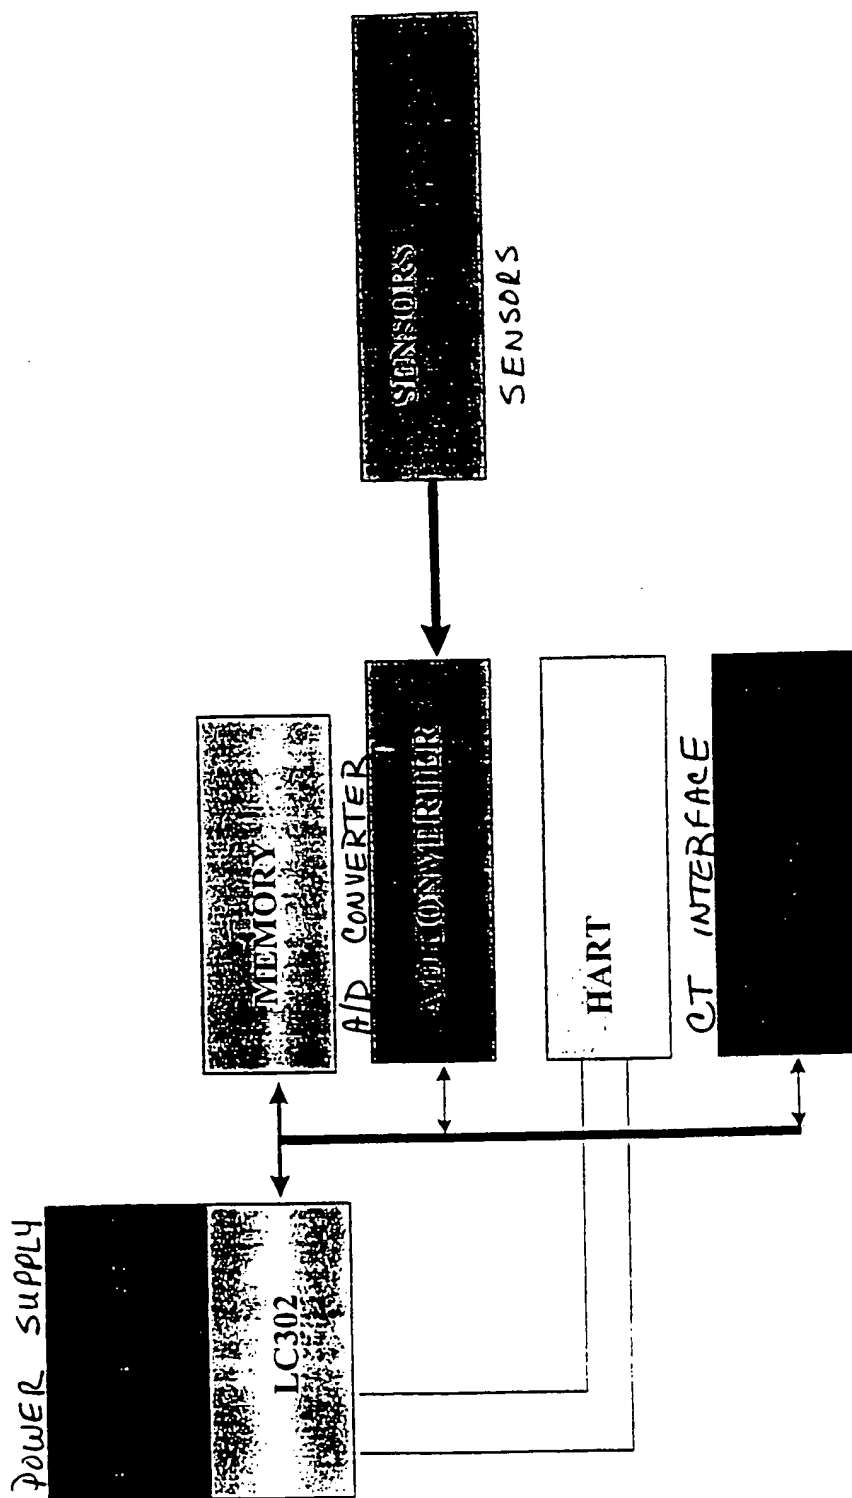 POWER SUPPLY
LC302
MEMORY
A/D CONVERTER
A/D CONVERTER
HART
CT INTERFACE
SENSORS
SENSORS